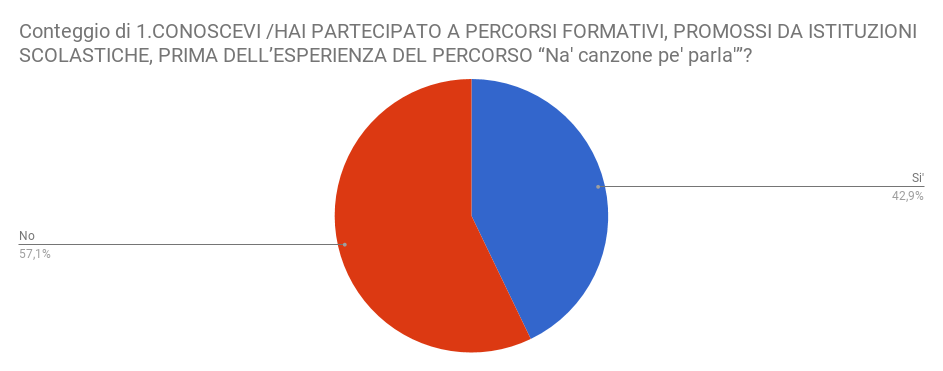 Conteggio di 1.CONOSCEVI /HAI PARTECIPATO A PERCORSI FORMATIVI, PROMOSSI DA ISTITUZIONI
SCOLASTICHE, PRIMA DELL’ESPERIENZA DEL PERCORSO “Na' canzone pe' parla'”?
Si'
42,9%
No
57,1%